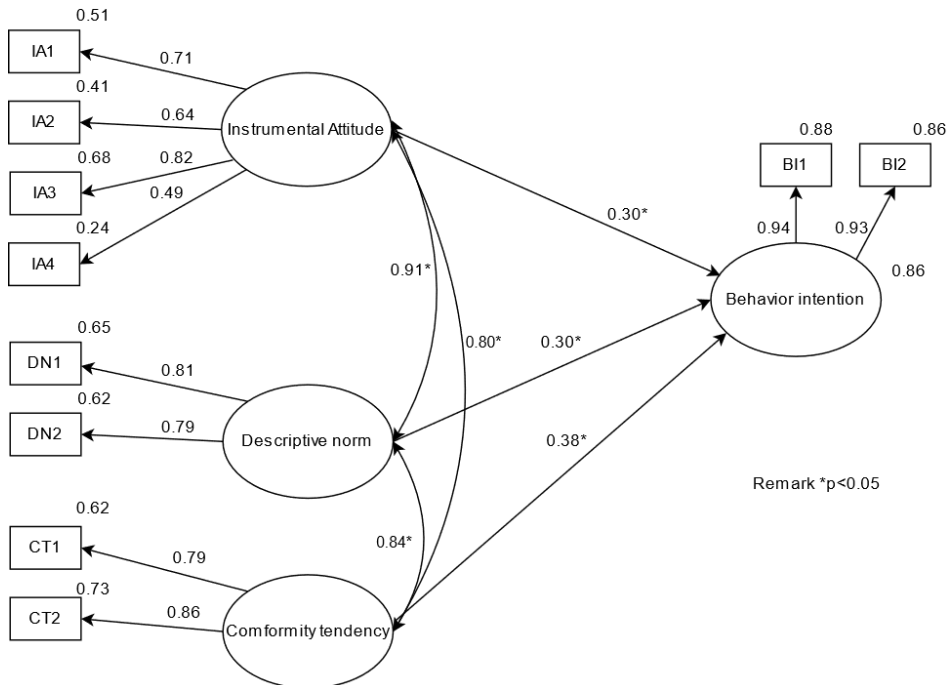 0.51
IA1
0.71
0.41
IA2
0.64
Instrumental Attitude
0.68
0.82
IA3
0.49
0.24
IA4
0.88
0.86
BI1
BI2
0.94
0.93
0.86
Behavior intention
0.30*
0.91*
0.80*
0.30*
0.65
DN1
0.81
0.62
DN2
0.79
Descriptive norm
0.38*
Remark *p<0.05
0.84*
0.62
CT1
0.79
0.73
CT2
0.86
Comformity tendency